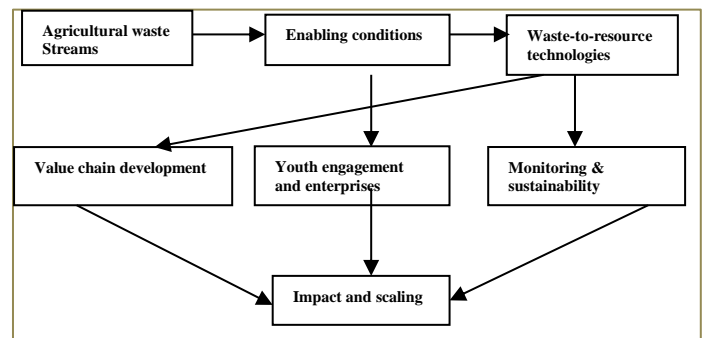 Agricultural waste
Streams
Enabling conditions
Waste-to-resource
technologies
Value chain development
Youth engagement
and enterprises
Monitoring &
sustainability
Impact and scaling